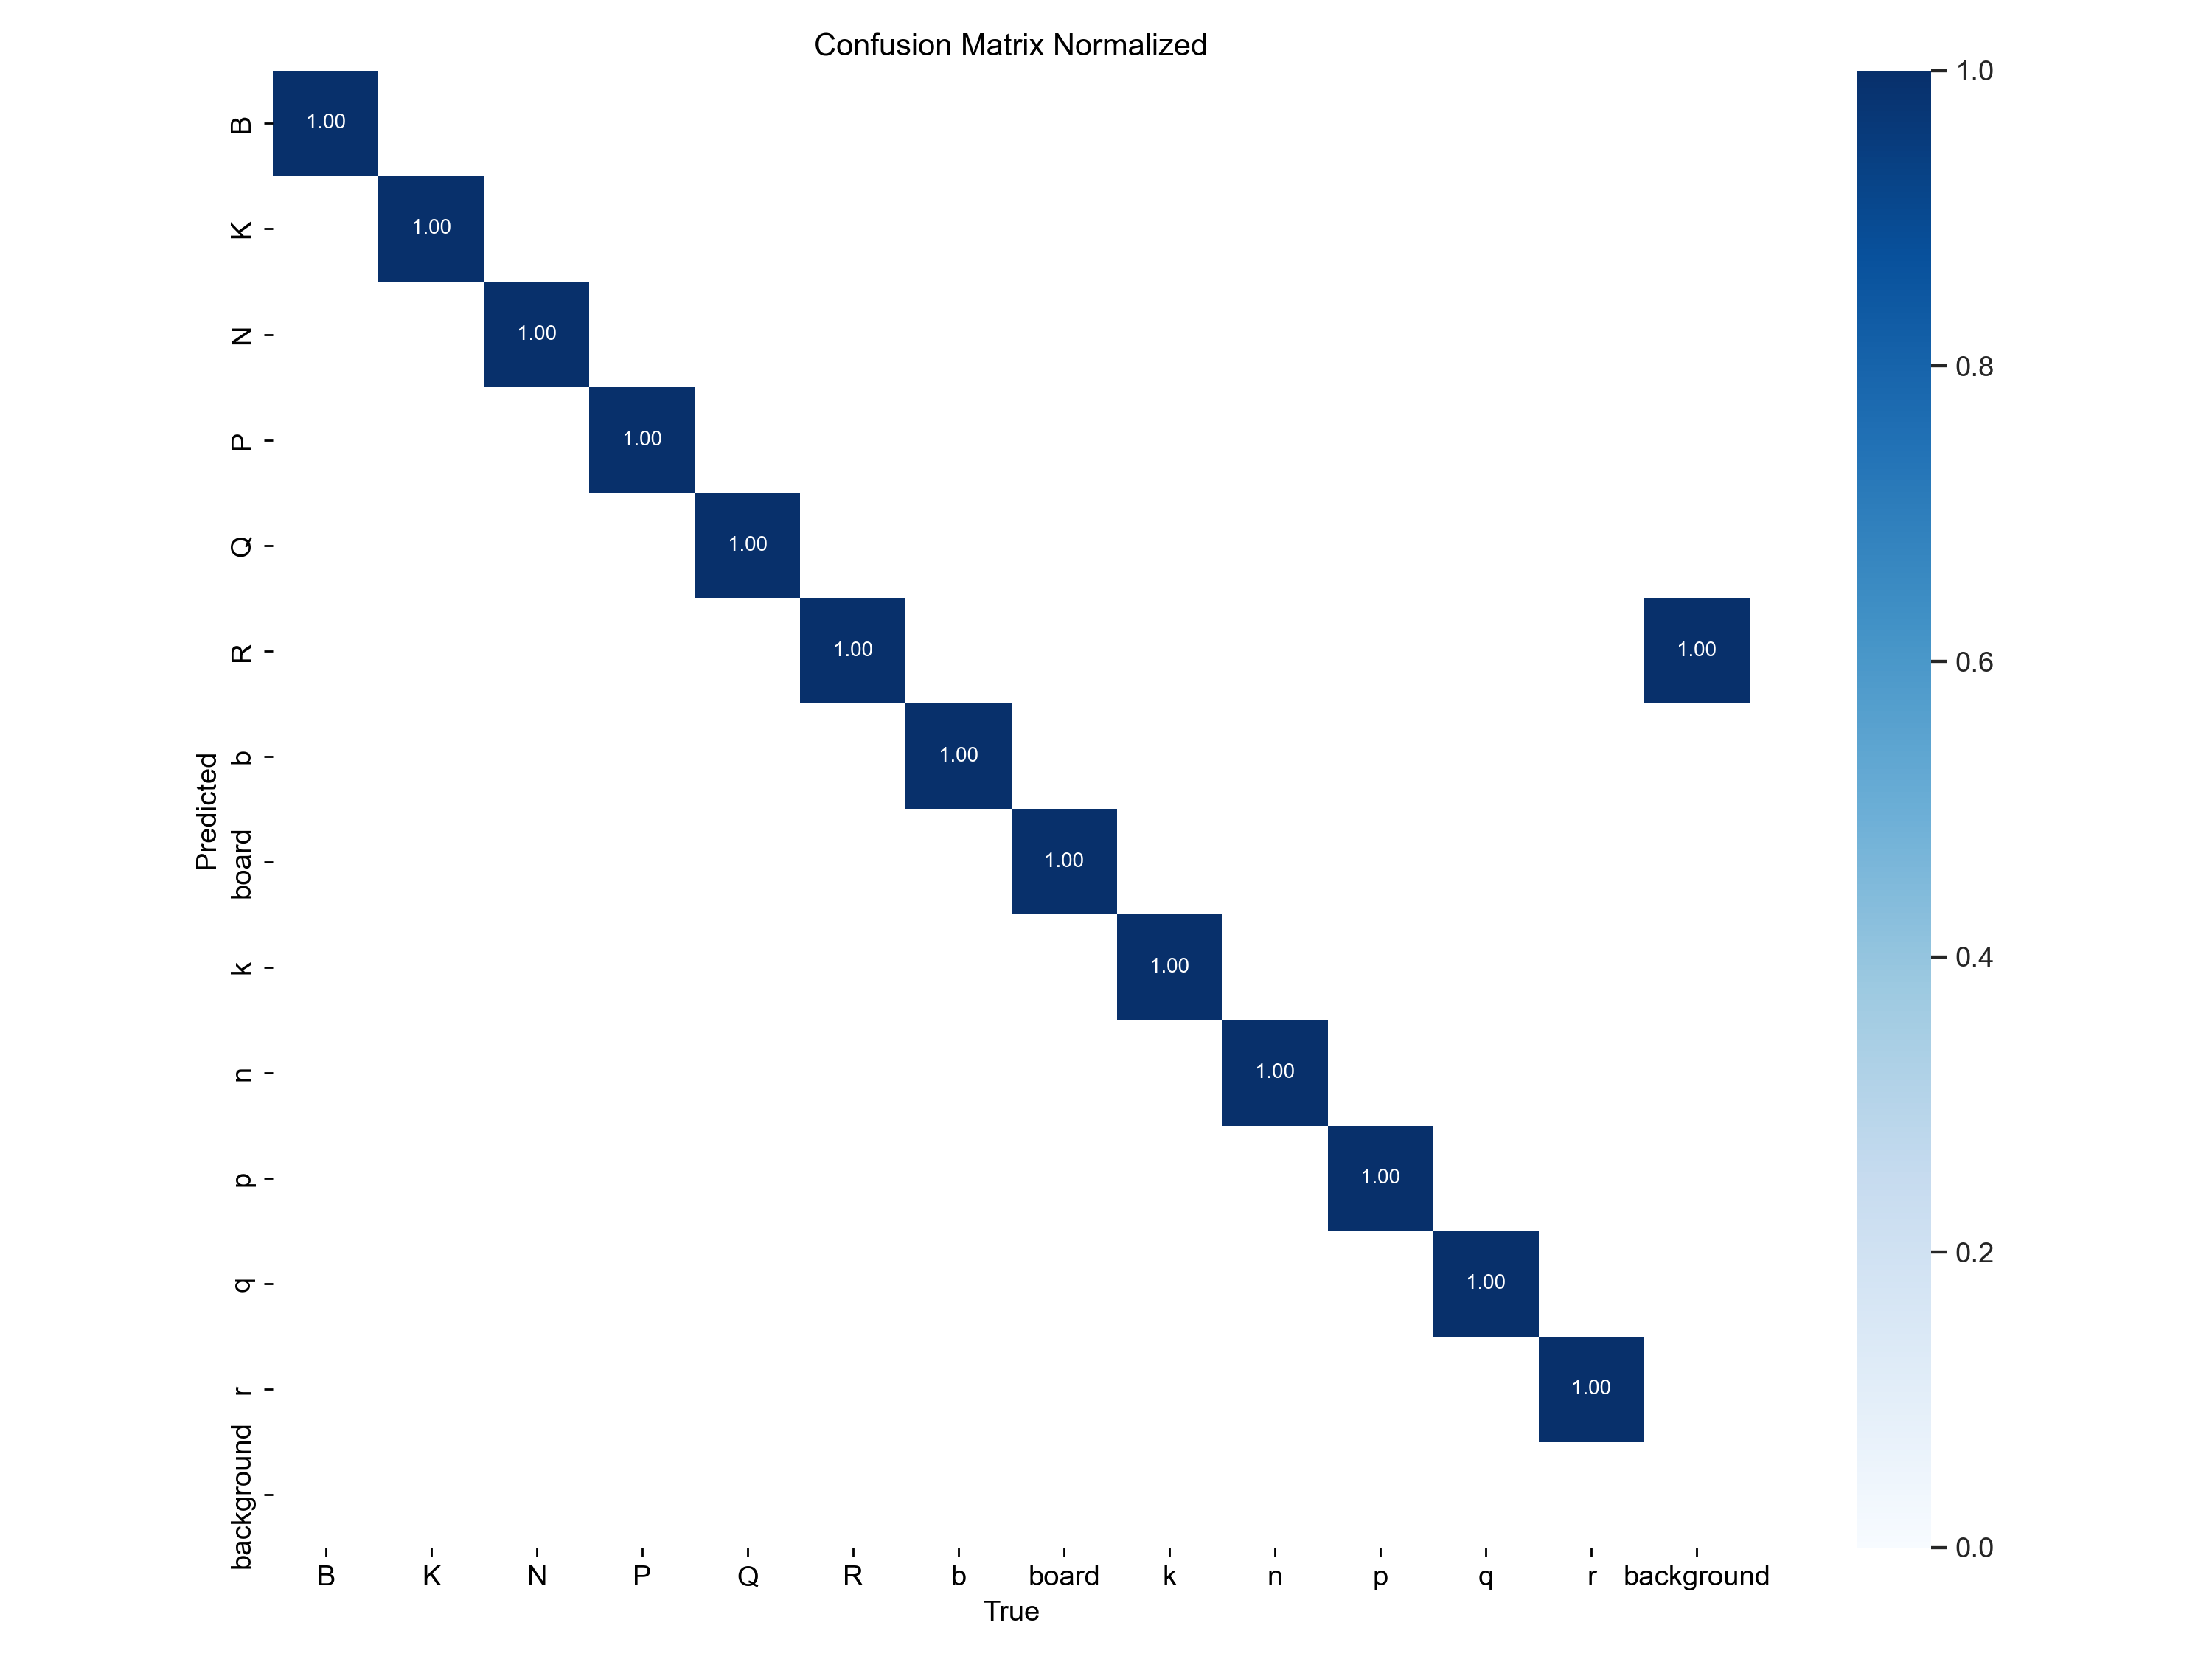 Confusion Matrix Normalized
B
1.00
K
1.00
N
1.00
P
1.00
Q
1.00
R
1.00
1.00
b
1.00
board
1.00
k
1.00
n
1.00
p
1.00
q
1.00
r
1.00
background
Predicted
B K N P Q R b board k n p q r background
True
1.0
0.8
0.6
0.4
0.2
0.0